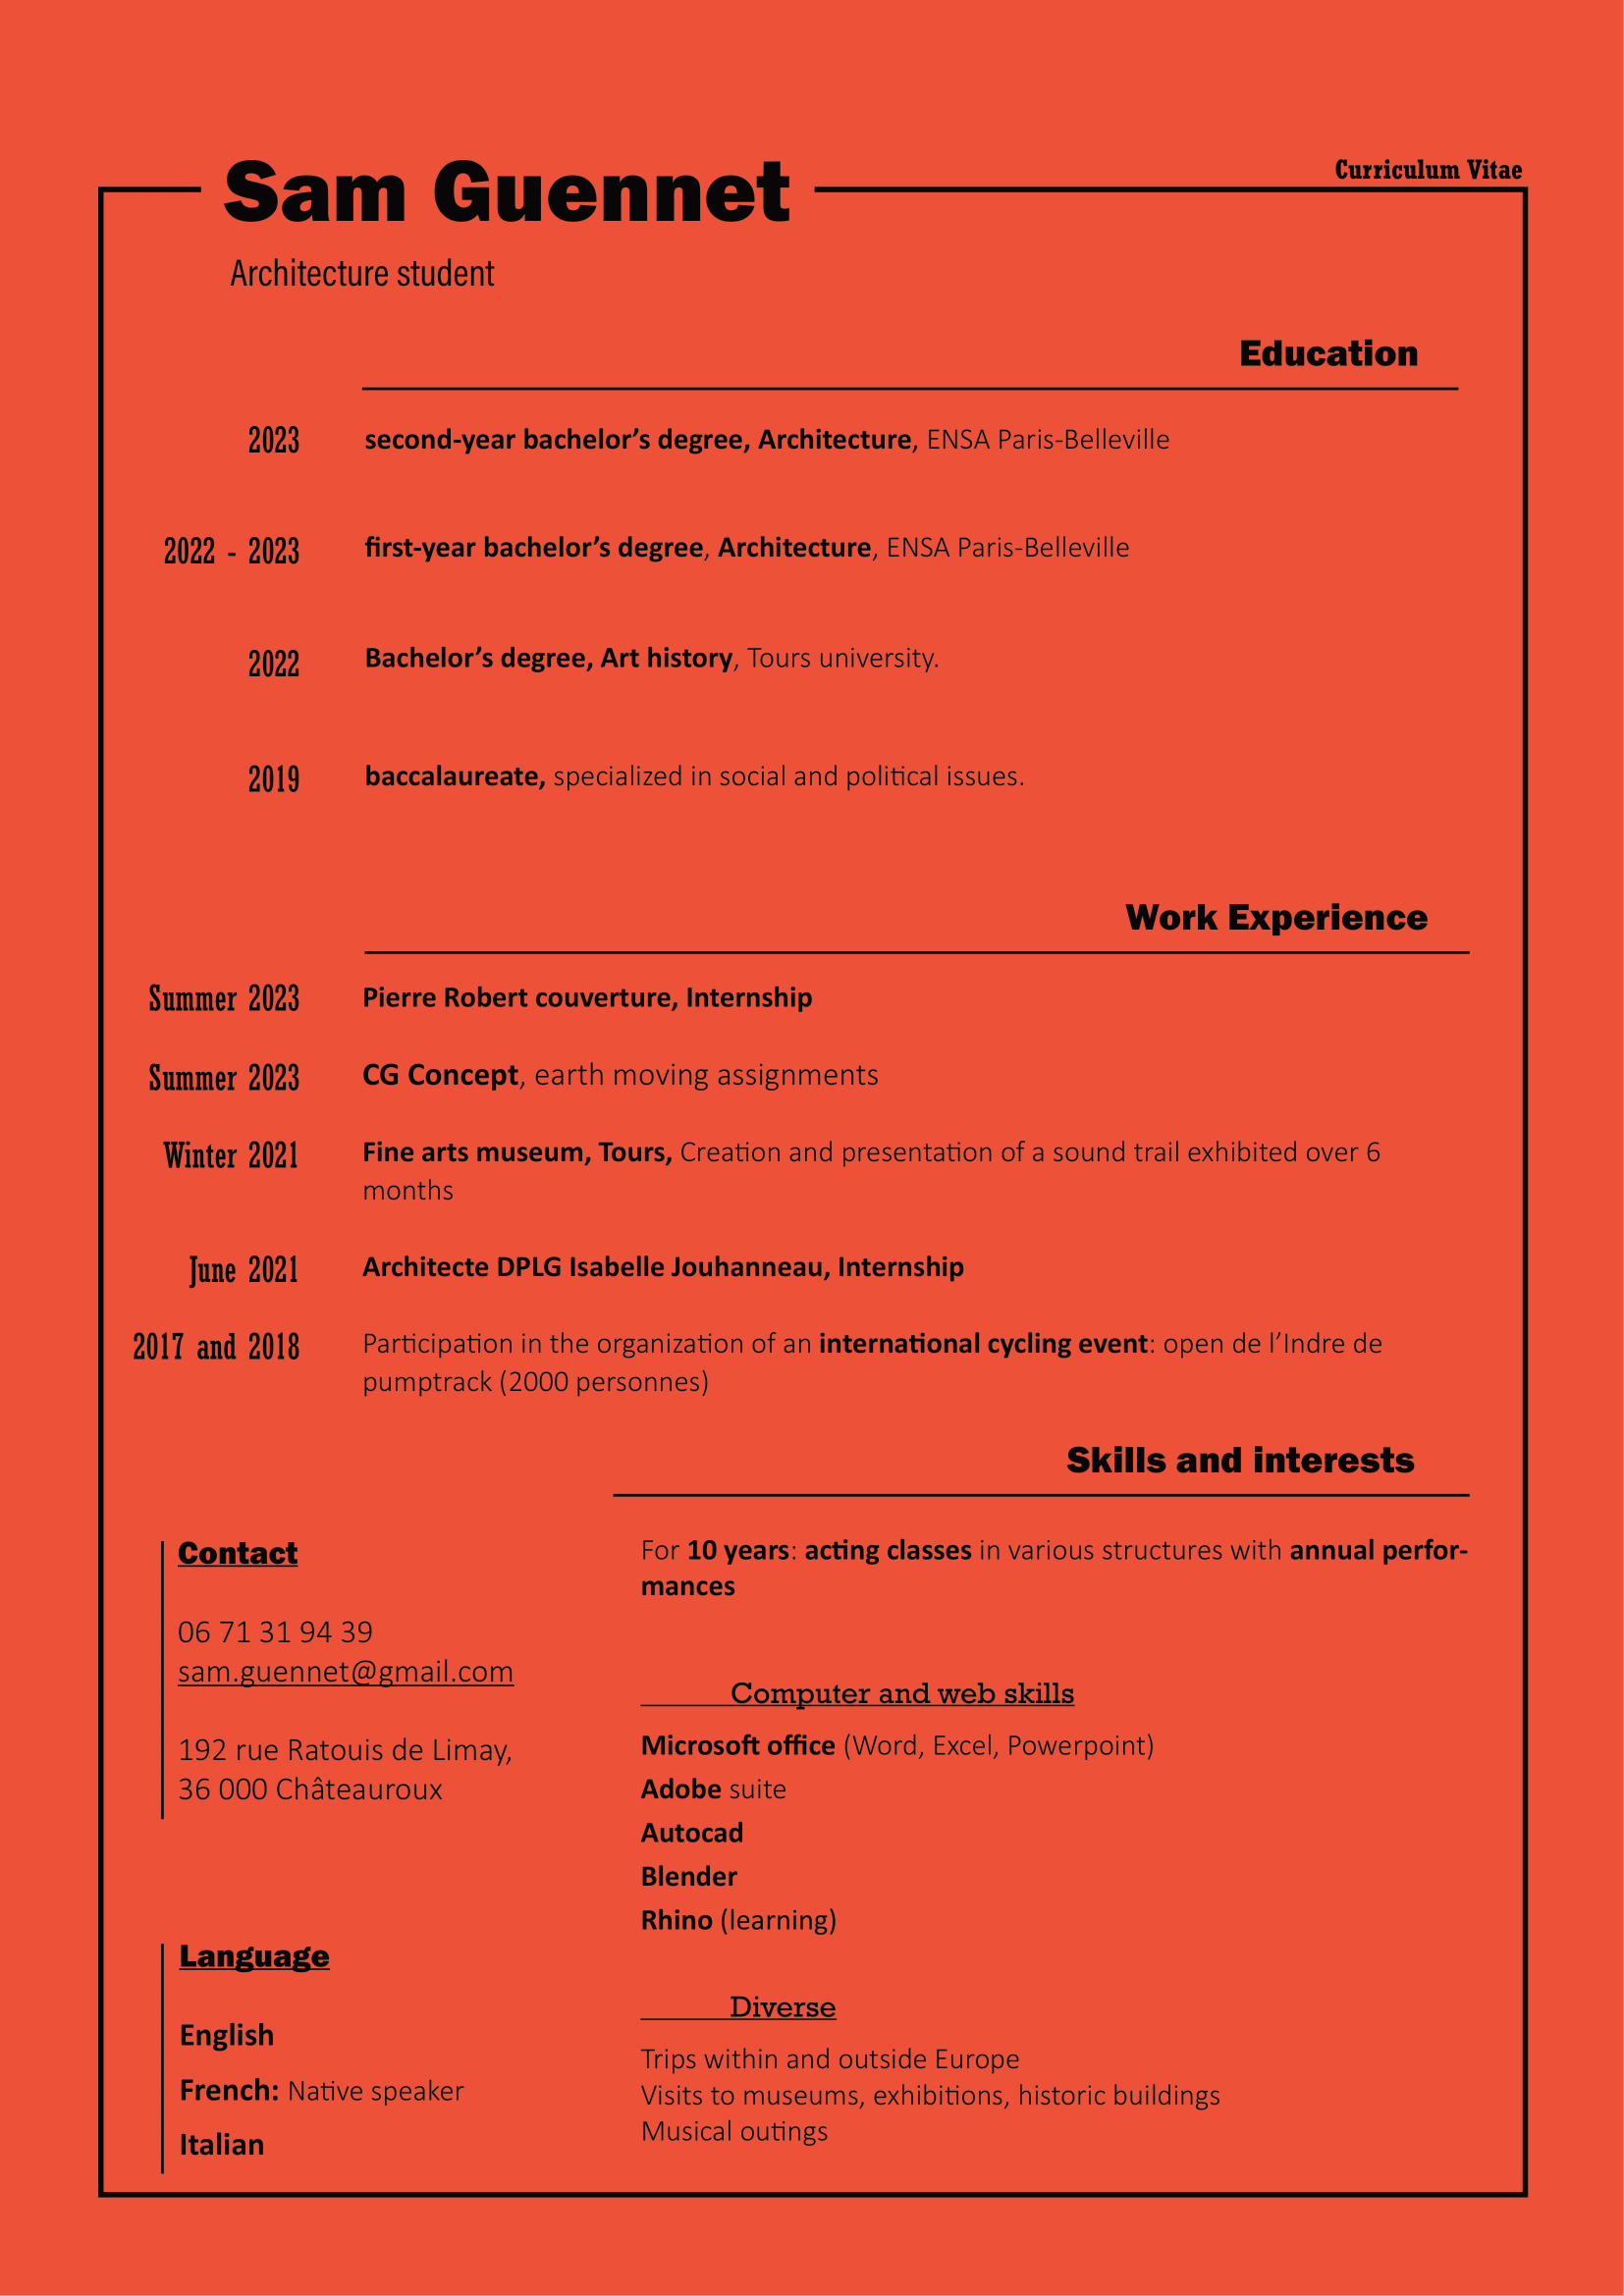 Sam Guennet
Curriculum Vitae
Architecture student
Education
2023 second-year bachelor’s degree, Architecture, ENSA Paris-Belleville
2022 - 2023 first-year bachelor’s degree, Architecture, ENSA Paris-Belleville
2022 Bachelor’s degree, Art history, Tours university.
2019 baccalaureate, specialized in social and political issues.
Work Experience
Summer 2023 Pierre Robert couverture, Internship
Summer 2023 CG Concept, earth moving assignments
Winter 2021 Fine arts museum, Tours, Creation and presentation of a sound trail exhibited over 6
months
June 2021 Architecte DPLG Isabelle Jouhanneau, Internship
2017 and 2018 Participation in the organization of an international cycling event: open de l’Indre de
pumptrack (2000 personnes)
Skills and interests
For 10 years: acting classes in various structures with annual perfor-
mances
Computer and web skills
Microsoft office (Word, Excel, Powerpoint)
Adobe suite
Autocad
Blender
Rhino (learning)
Diverse
Trips within and outside Europe
Visits to museums, exhibitions, historic buildings
Musical outings
Contact
06 71 31 94 39
sam.guennet@gmail.com
192 rue Ratouis de Limay,
36 000 Châteauroux
Language
English
French: Native speaker
Italian